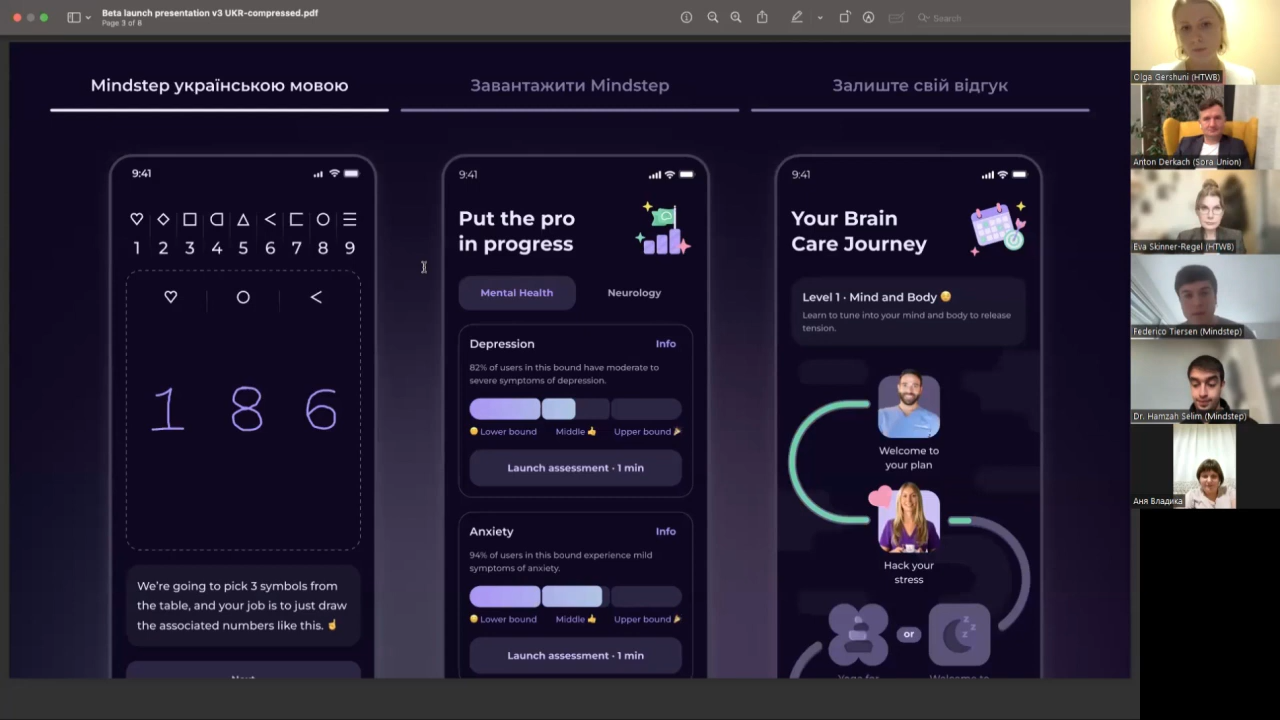 Beta launch presentation v3 UKR-compressed.pdf
Page 3 of 8
Search
Mindstep українською мовою
Завантажити Mindstep
Залиште свій відгук
9:41
1 2 3 4 5 6 7 8 9
1 8 6
We're going to pick 3 symbols from
the table, and your job is to just draw
the associated numbers like this.
9:41
Put the pro
in progress
Mental Health
Neurology
Depression
Info
82% of users in this bound have moderate to
severe symptoms of depression.
Lower bound
Middle
Upper bound
Launch assessment · 1 min
Anxiety
Info
94% of users in this bound experience mild
symptoms of anxiety.
Lower bound
Middle
Upper bound
Launch assessment · 1 min
9:41
Your Brain
Care Journey
Level 1 · Mind and Body
Learn to tune into your mind and body to release
tension.
Welcome to
your plan
Hack your
stress
or
Olga Gershuni (HTWB)
Anton Derkach (Sora Union)
Eva Skinner-Regel (HTWB)
Federico Tiersen (Mindstep)
Dr. Hamzah Selim (Mindstep)
Аня Владика